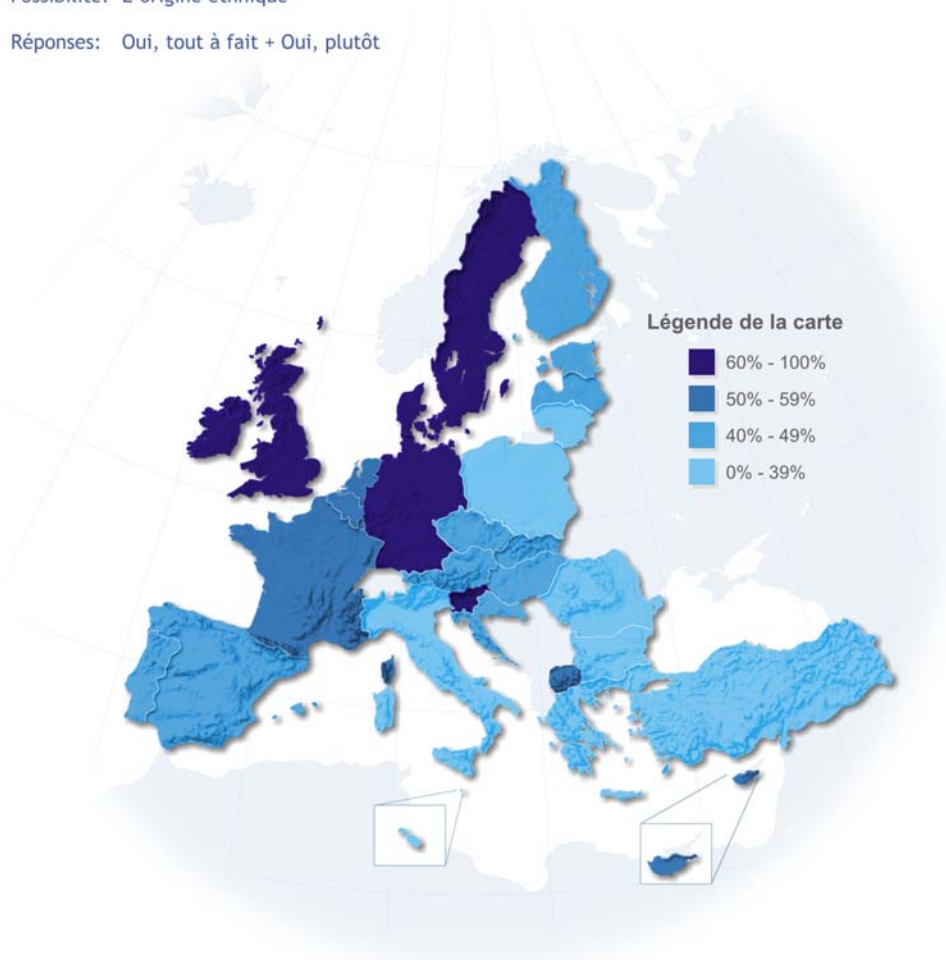 Réponses: Oui, tout à fait + Oui, plutôt
Légende de la carte
60% - 100%
50% - 59%
40% - 49%
0% - 39%